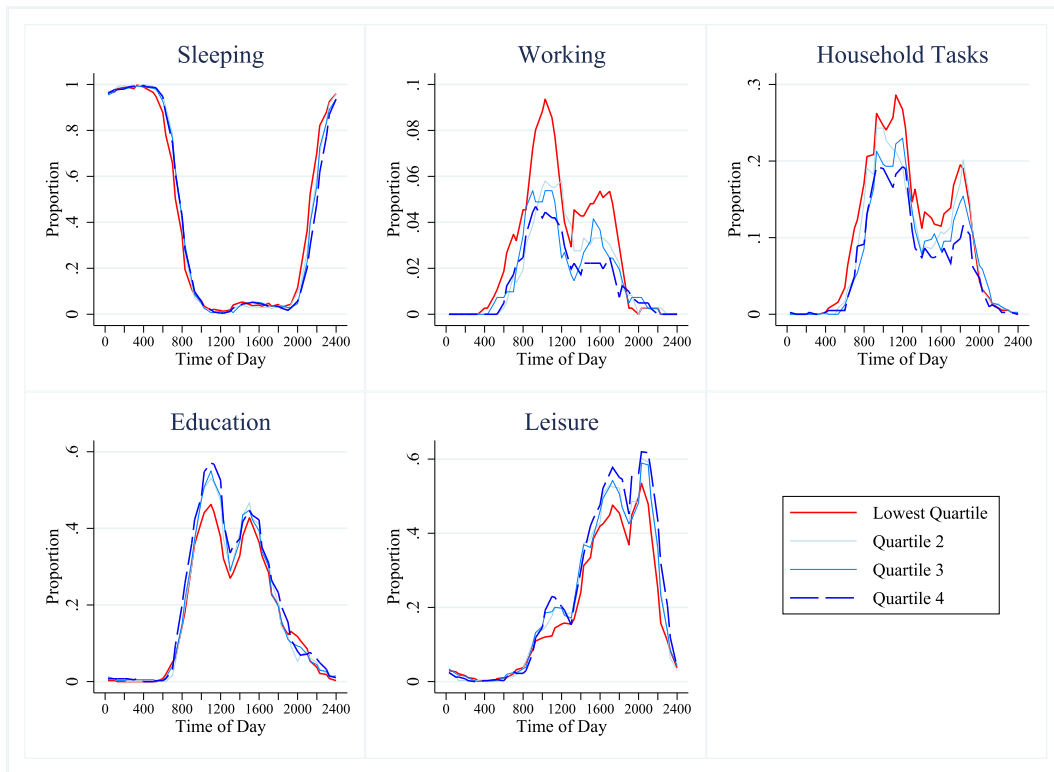 Sleeping
Proportion
0 .2 .4 .6 .8 1
0 400 800 1200 1600 2000 2400
Time of Day
Working
Proportion
0 .02 .04 .06 .08 .1
0 400 800 1200 1600 2000 2400
Time of Day
Household Tasks
Proportion
0 .1 .2 .3
0 400 800 1200 1600 2000 2400
Time of Day
Education
Proportion
0 .2 .4 .6
0 400 800 1200 1600 2000 2400
Time of Day
Leisure
Proportion
0 .2 .4 .6
0 400 800 1200 1600 2000 2400
Time of Day
Lowest Quartile
Quartile 2
Quartile 3
Quartile 4